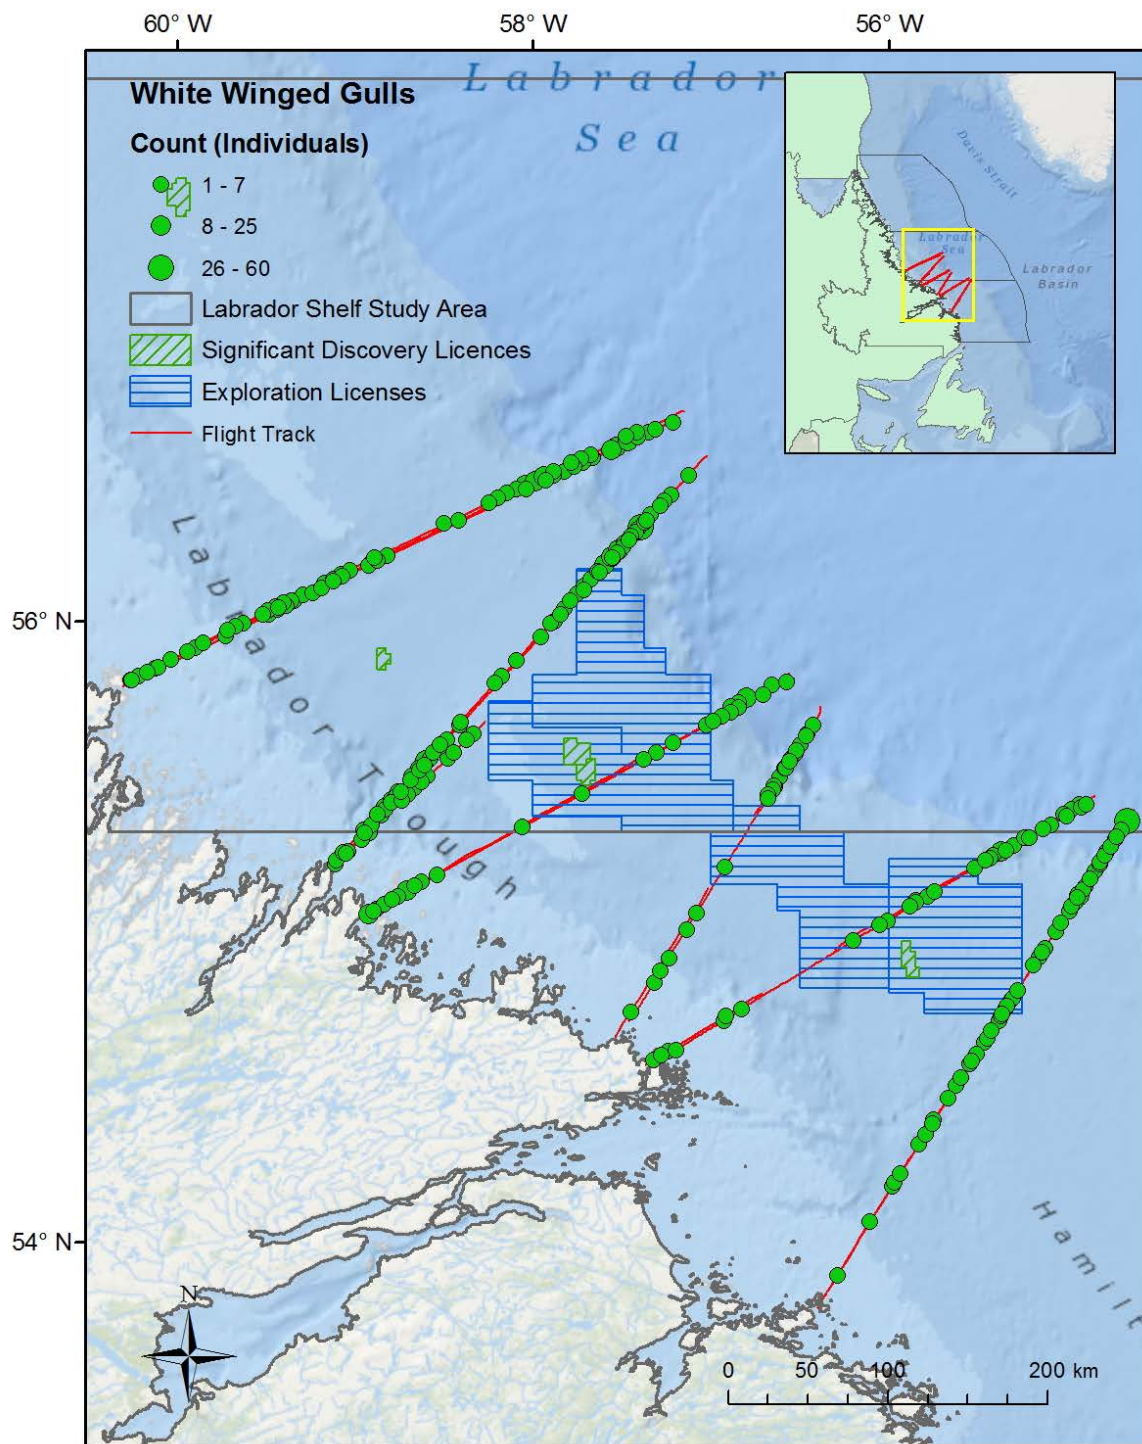 60° W 58° W 56° W
Labrador
Sea
White Winged Gulls
Count (Individuals)
1 - 7
8 - 25
26 - 60
Labrador Shelf Study Area
Significant Discovery Licences
Exploration Licenses
Flight Track
Davis Strait
Labrador
Sea
Labrador
Basin
56° N
Labrador Trough
54° N
Hamilt
N
0 50 100 200 km